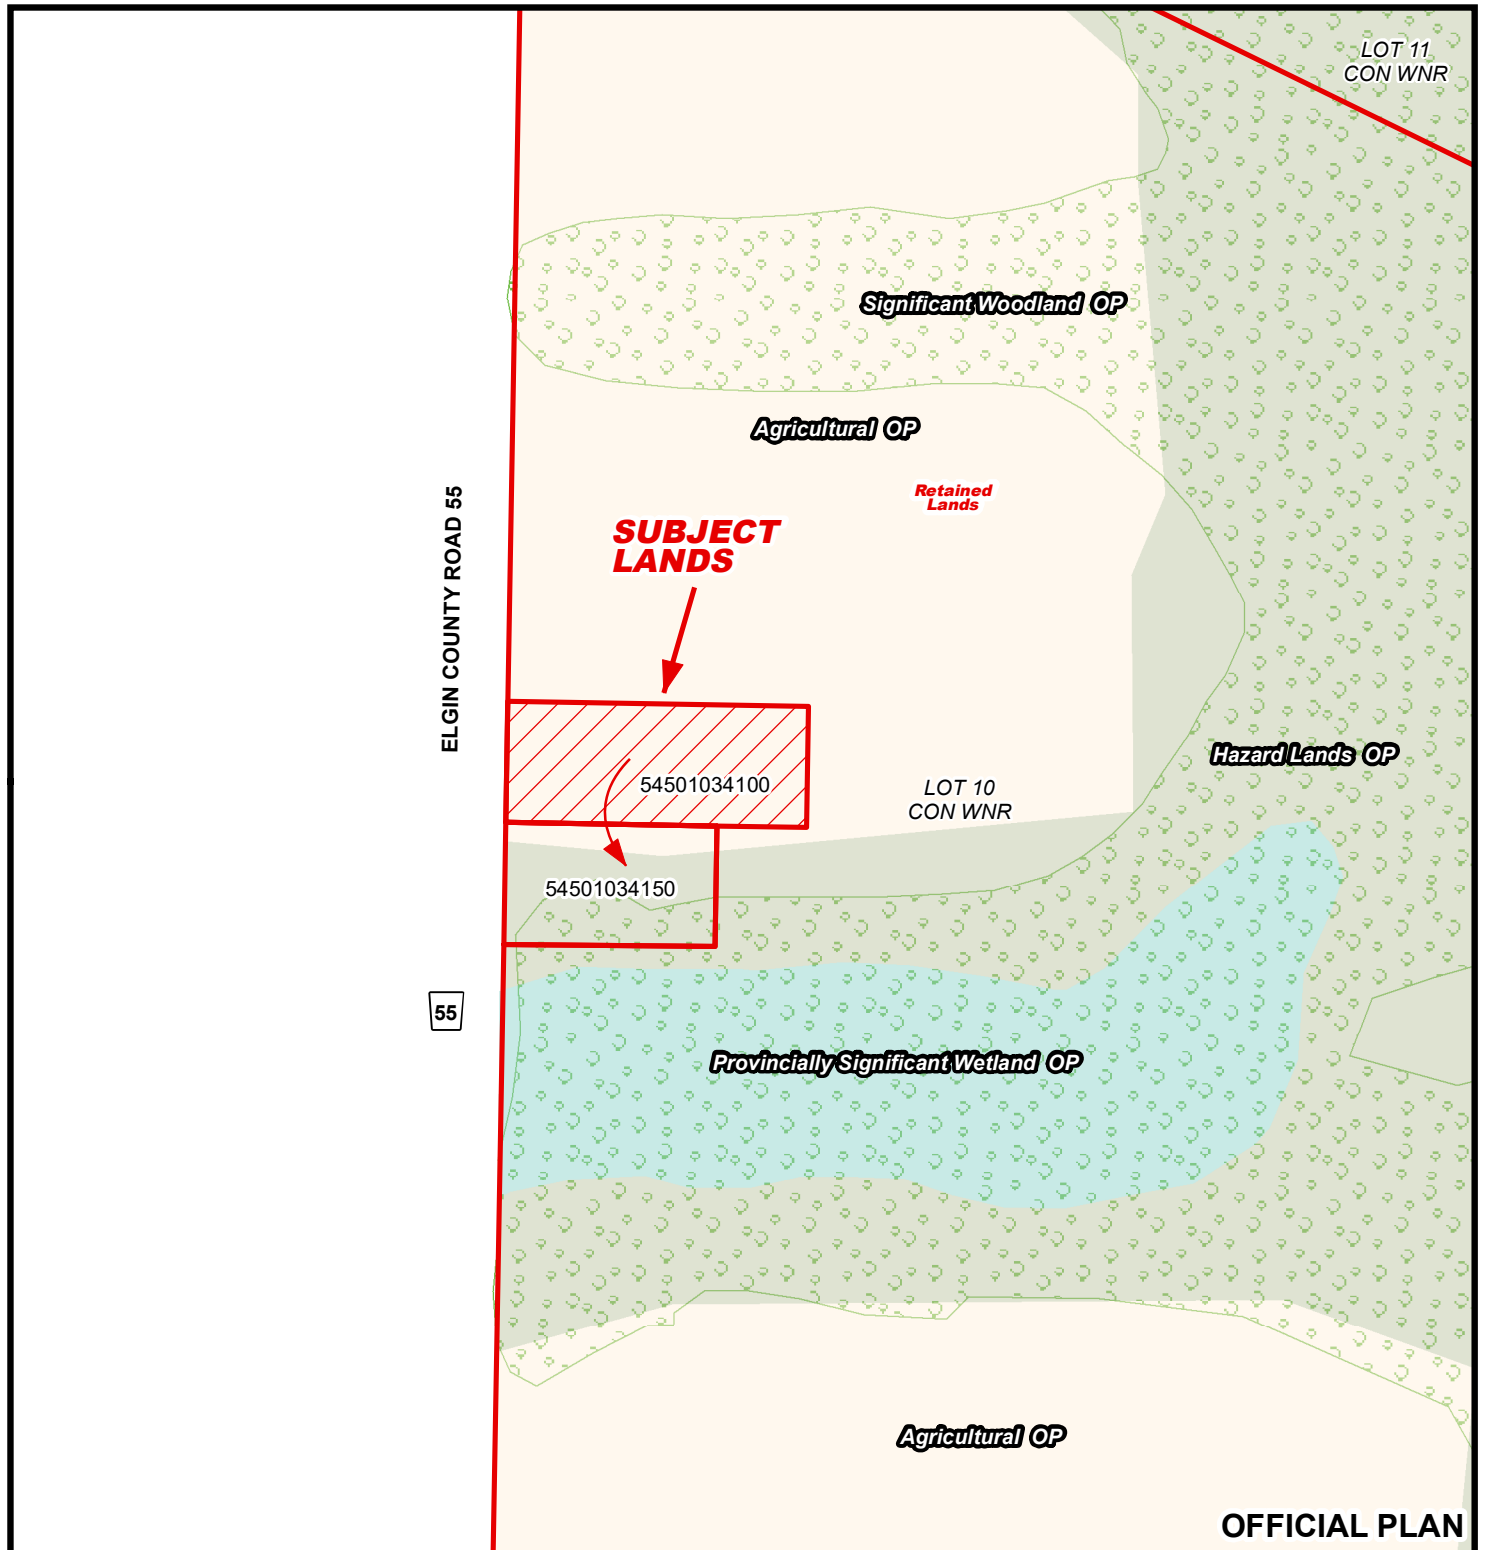 LOT 11
CON WNR
Significant Woodland OP
Agricultural OP
Retained
Lands
ELGIN COUNTY ROAD 55
SUBJECT
LANDS
Hazard Lands OP
54501034100
LOT 10
CON WNR
54501034150
55
Provincially Significant Wetland OP
Agricultural OP
OFFICIAL PLAN